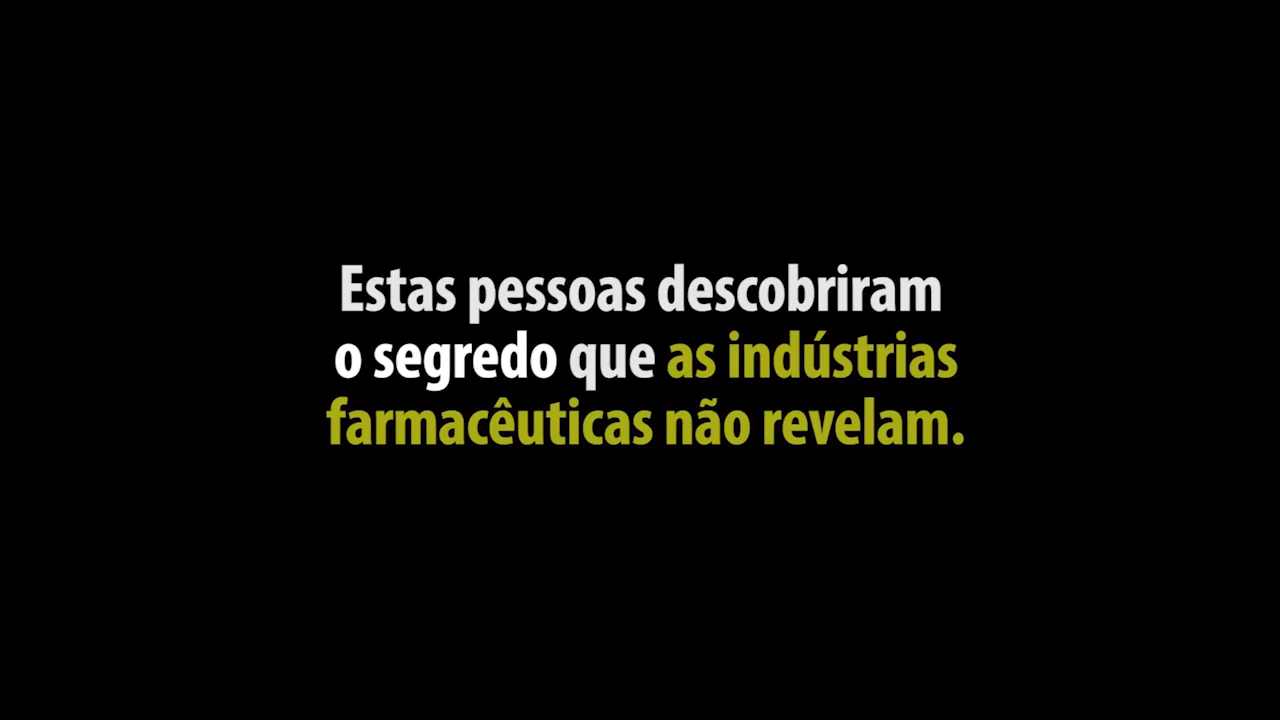 Estas pessoas descobriram
o segredo que as indústrias
farmacêuticas não revelam.